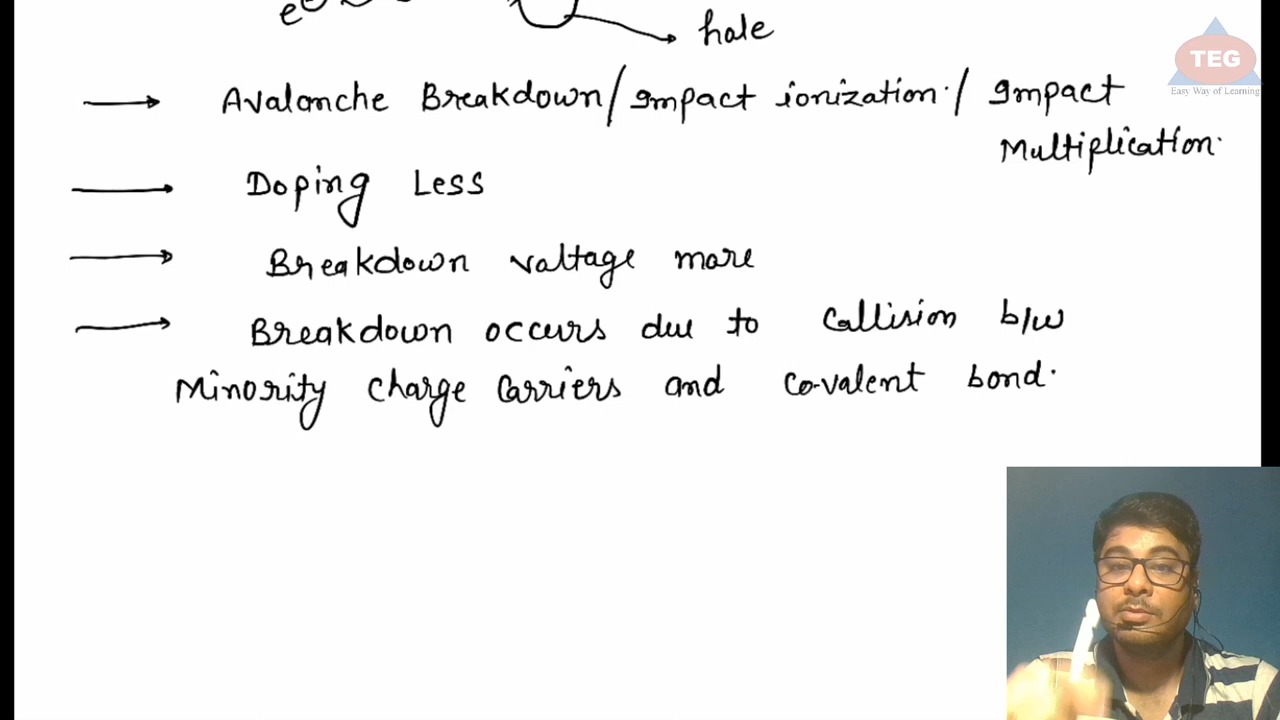 e
hole
TEG
Easy Way of Learning
→ Avalanche Breakdown / Impact ionization. / Impact
Multiplication.
→ Doping Less
→ Breakdown voltage more
→ Breakdown occurs due to Collision b/w
Minority charge carriers and co-valent bond.